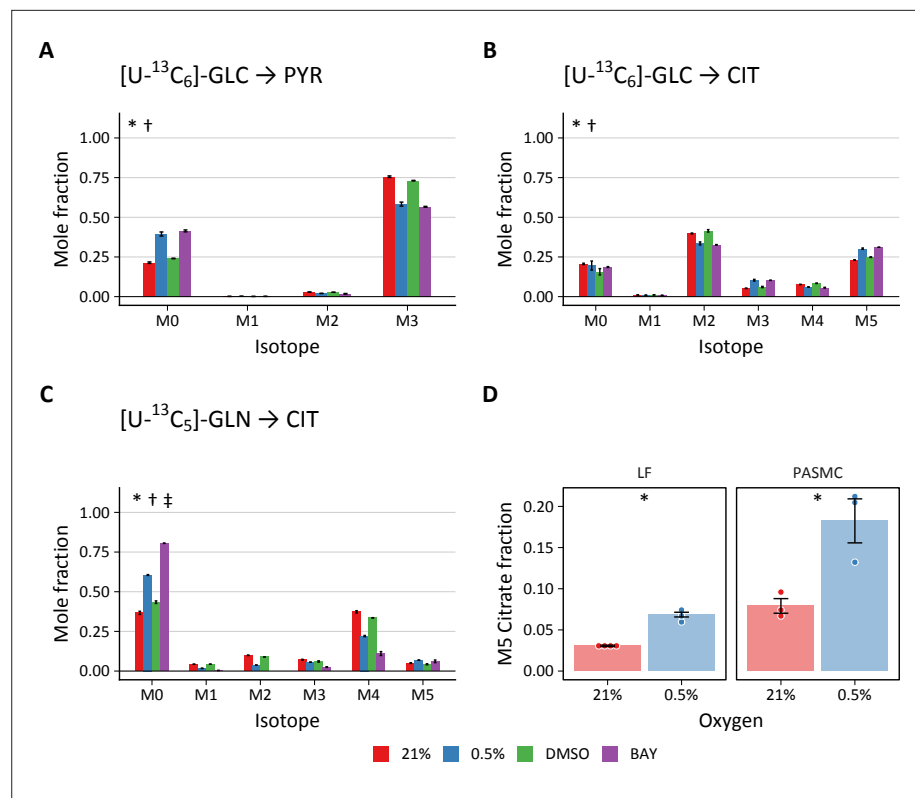 A
[U-¹³C₆]-GLC → PYR
* †
1.00
0.75
0.50
0.25
0.00
Mole fraction
M0 M1 M2 M3
Isotope
B
[U-¹³C₆]-GLC → CIT
* †
1.00
0.75
0.50
0.25
0.00
Mole fraction
M0 M1 M2 M3 M4 M5
Isotope
C
[U-¹³C₅]-GLN → CIT
* † ‡
1.00
0.75
0.50
0.25
0.00
Mole fraction
M0 M1 M2 M3 M4 M5
Isotope
D
LF PASMC
* *
0.20
0.15
0.10
0.05
0.00
M5 Citrate fraction
21% 0.5% 21% 0.5%
Oxygen
21% 0.5% DMSO BAY